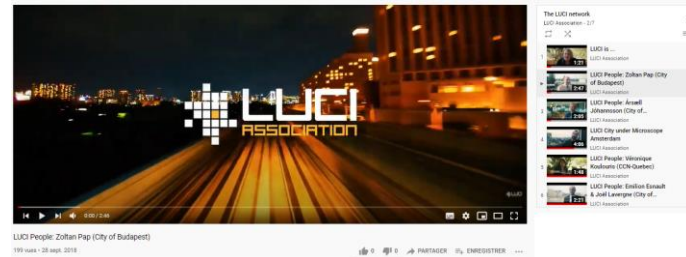 LUCI
ASSOCIATION
©LUCI
0:00 / 2:46
LUCI People: Zoltan Pap (City of Budapest)
199 vues • 28 sept. 2018
0
0
PARTAGER
ENREGISTRER
The LUCI network
LUCI Association - 2/7
1
LUCI is ...
LUCI Association
1:21
LUCI People: Zoltan Pap (City
of Budapest)
LUCI Association
2:47
3
LUCI People: Ársæll
Jóhannsson (City of...
LUCI Association
2:05
4
LUCI City under Microscope
Amsterdam
LUCI Association
4:06
5
LUCI People: Véronique
Koulouris (CCN-Quebec)
LUCI Association
1:48
6
LUCI People: Emilion Esnault
& Joël Lavergne (City of...
LUCI Association
2:21